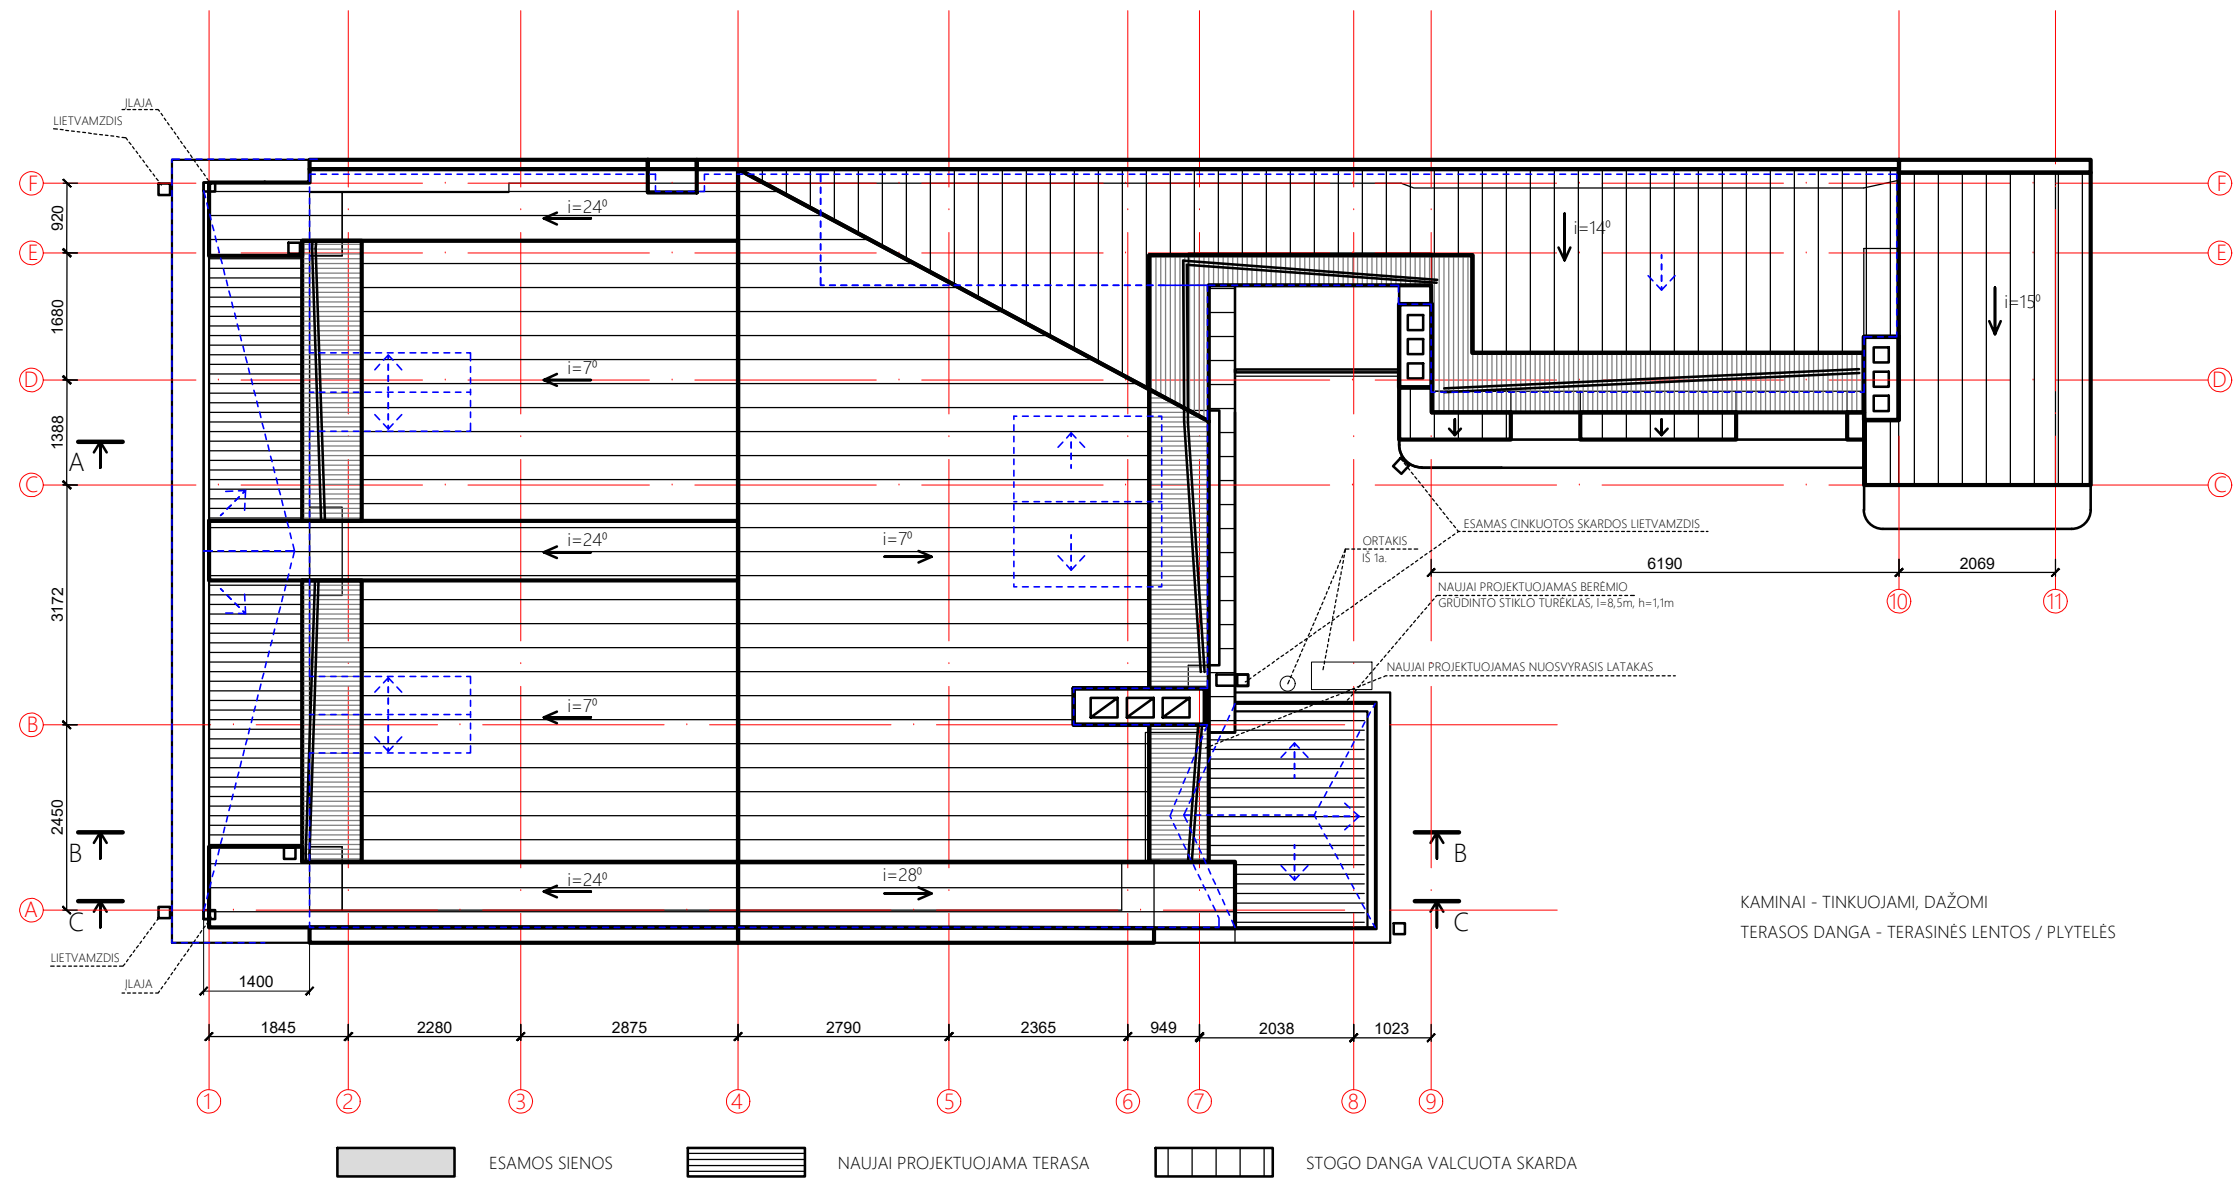 ĮLAJA
LIETVAMZDIS
F
F
920
i=24⁰
i=14⁰
E
E
1680
i=15⁰
D
i=7⁰
D
1388
A
C
C
ESAMAS CINKUOTOS SKARDOS LIETVAMZDIS
i=24⁰
i=7⁰
ORTAKIS
IŠ 1a.
6190
2069
NAUJAI PROJEKTUOJAMAS BERĖMIO
GRŪDINTO STIKLO TURĖKLAS, l=8,5m, h=1,1m
10
11
3172
NAUJAI PROJEKTUOJAMAS NUOSVYRASIS LATAKAS
i=7⁰
B
2450
B
B
i=24⁰
i=28⁰
A
C
C
KAMINAI - TINKUOJAMI, DAŽOMI
TERASOS DANGA - TERASINĖS LENTOS / PLYTELĖS
LIETVAMZDIS
ĮLAJA
1400
1845
2280
2875
2790
2365
949
2038
1023
1
2
3
4
5
6
7
8
9
ESAMOS SIENOS
NAUJAI PROJEKTUOJAMA TERASA
STOGO DANGA VALCUOTA SKARDA